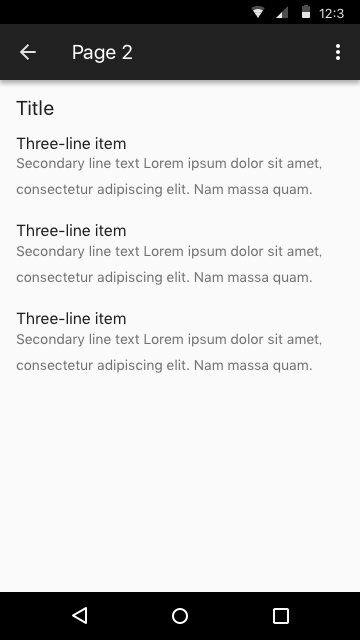 12:3
Page 2
Title
Three-line item
Secondary line text Lorem ipsum dolor sit amet,
consectetur adipiscing elit. Nam massa quam.
Three-line item
Secondary line text Lorem ipsum dolor sit amet,
consectetur adipiscing elit. Nam massa quam.
Three-line item
Secondary line text Lorem ipsum dolor sit amet,
consectetur adipiscing elit. Nam massa quam.